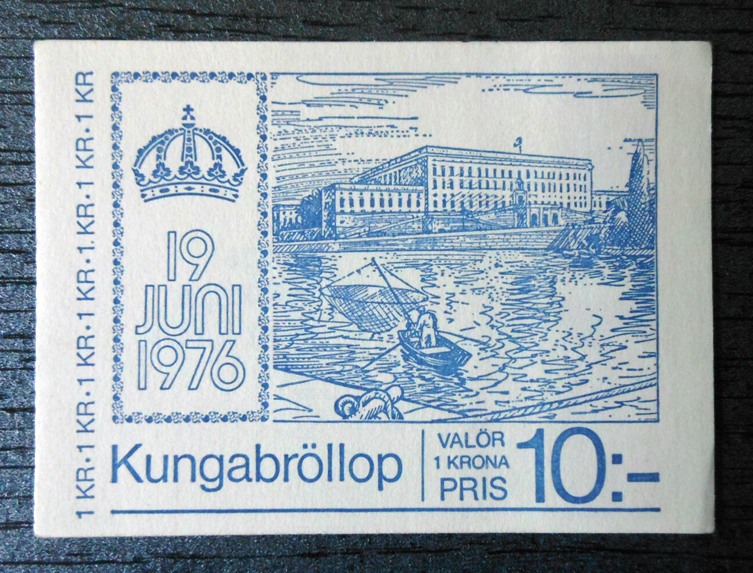 1 KR·1 KR·1 KR·1 KR·1 KR·1 KR·1 KR
19
JUNI
1976
Kungabröllop
VALÖR
1 KRONA
PRIS
10:-